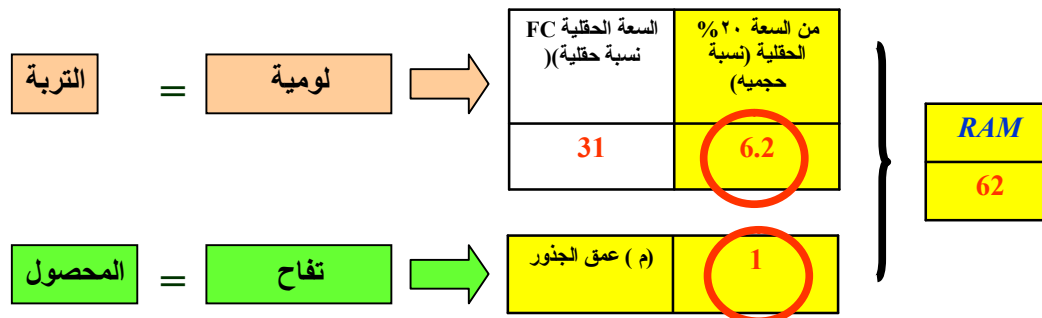 التربة = لومية
السعة الحقلية FC
نسبة حقلية)(
من السعة ٢٠%
الحقلية (نسبة
حجميه)
31
6.2
RAM
62
المحصول = تفاح
(م ) عمق الجذور
1